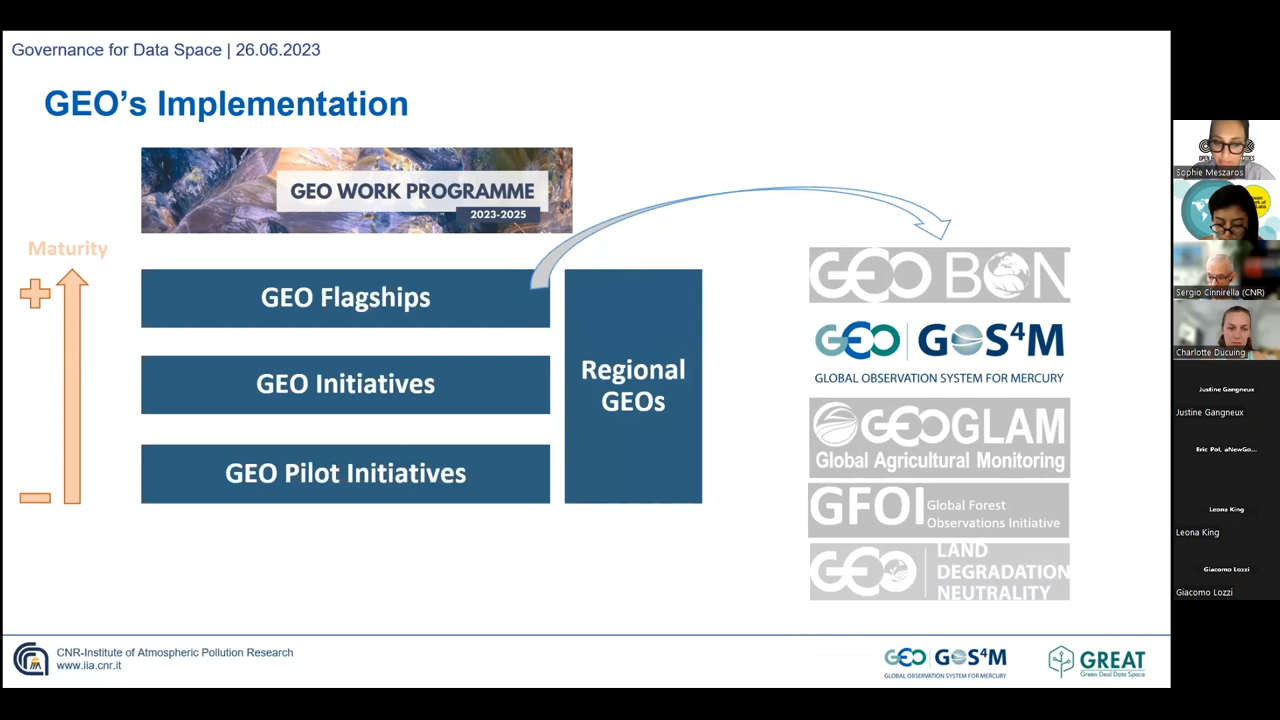 Governance for Data Space | 26.06.2023
GEO's Implementation
GEO WORK PROGRAMME
2023-2025
Maturity
GEO Flagships
GEO Initiatives
GEO Pilot Initiatives
Regional
GEOs
GEO BON
GEO | GOS⁴M
GLOBAL OBSERVATION SYSTEM FOR MERCURY
GEOGLAM
Global Agricultural Monitoring
GFOI Global Forest
Observations Initiative
GEO LAND
DEGRADATION
NEUTRALITY
CNR-Institute of Atmospheric Pollution Research
www.iia.cnr.it
GEO | GOS⁴M
GLOBAL OBSERVATION SYSTEM FOR MERCURY
GREAT
Green Deal Data Space
Sophie Meszaros
Sergio Cinnirella (CNR)
Charlotte Ducuing
Justine Gangneux
Justine Gangneux
Eric Pol, aNewGo...
Leona King
Leona King
Giacomo Lozzi
Giacomo Lozzi